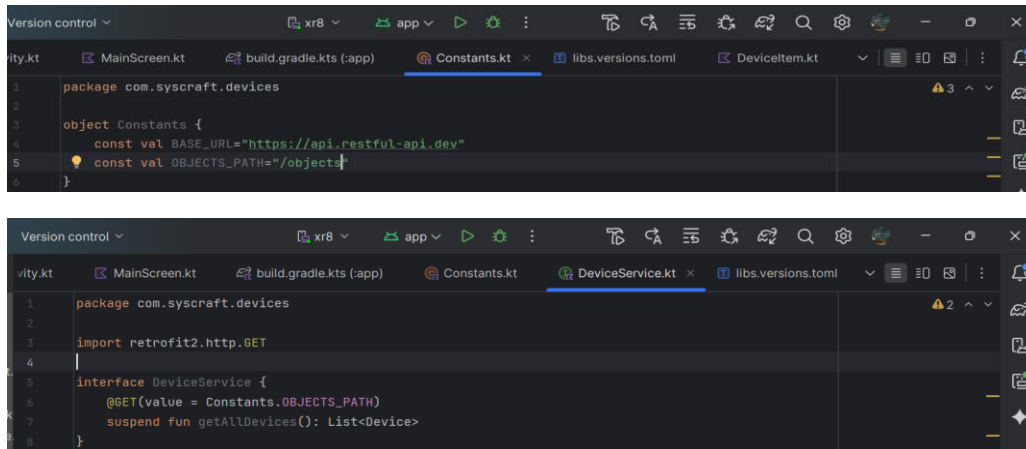 Version control xr8 app
ity.kt MainScreen.kt build.gradle.kts (:app) Constants.kt libs.versions.toml DeviceItem.kt
1 package com.syscraft.devices 3
2
3 object Constants {
4 const val BASE_URL="https://api.restful-api.dev"
5 const val OBJECTS_PATH="/objects"
6 }
Version control xr8 app
vity.kt MainScreen.kt build.gradle.kts (:app) Constants.kt DeviceService.kt libs.versions.toml
1 package com.syscraft.devices 2
2
3 import retrofit2.http.GET
4
5 interface DeviceService {
6 @GET(value = Constants.OBJECTS_PATH)
7 suspend fun getAllDevices(): List<Device>
8 }